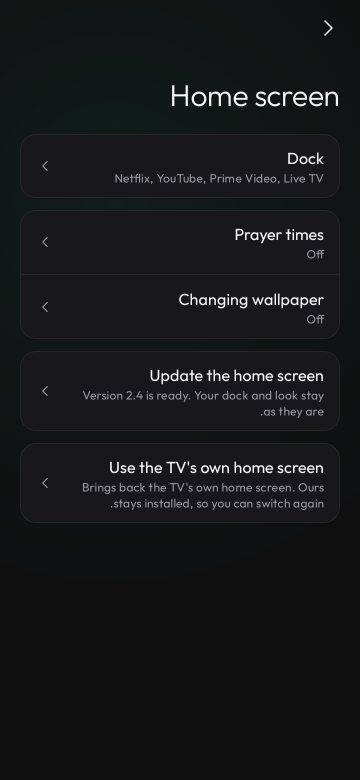 Home screen
Dock
Netflix, YouTube, Prime Video, Live TV
Prayer times
Off
Changing wallpaper
Off
Update the home screen
Version 2.4 is ready. Your dock and look stay
.as they are
Use the TV's own home screen
Brings back the TV's own home screen. Ours
.stays installed, so you can switch again